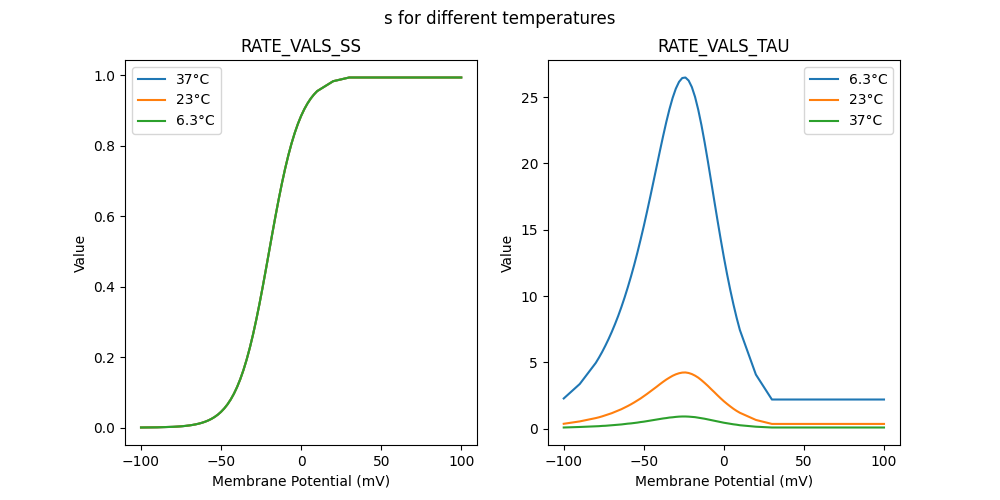 s for different temperatures
RATE_VALS_SS
37°C
23°C
6.3°C
1.0
0.8
0.6
0.4
0.2
0.0
Value
−100
−50
0
50
100
Membrane Potential (mV)
RATE_VALS_TAU
6.3°C
23°C
37°C
25
20
15
10
5
0
Value
−100
−50
0
50
100
Membrane Potential (mV)